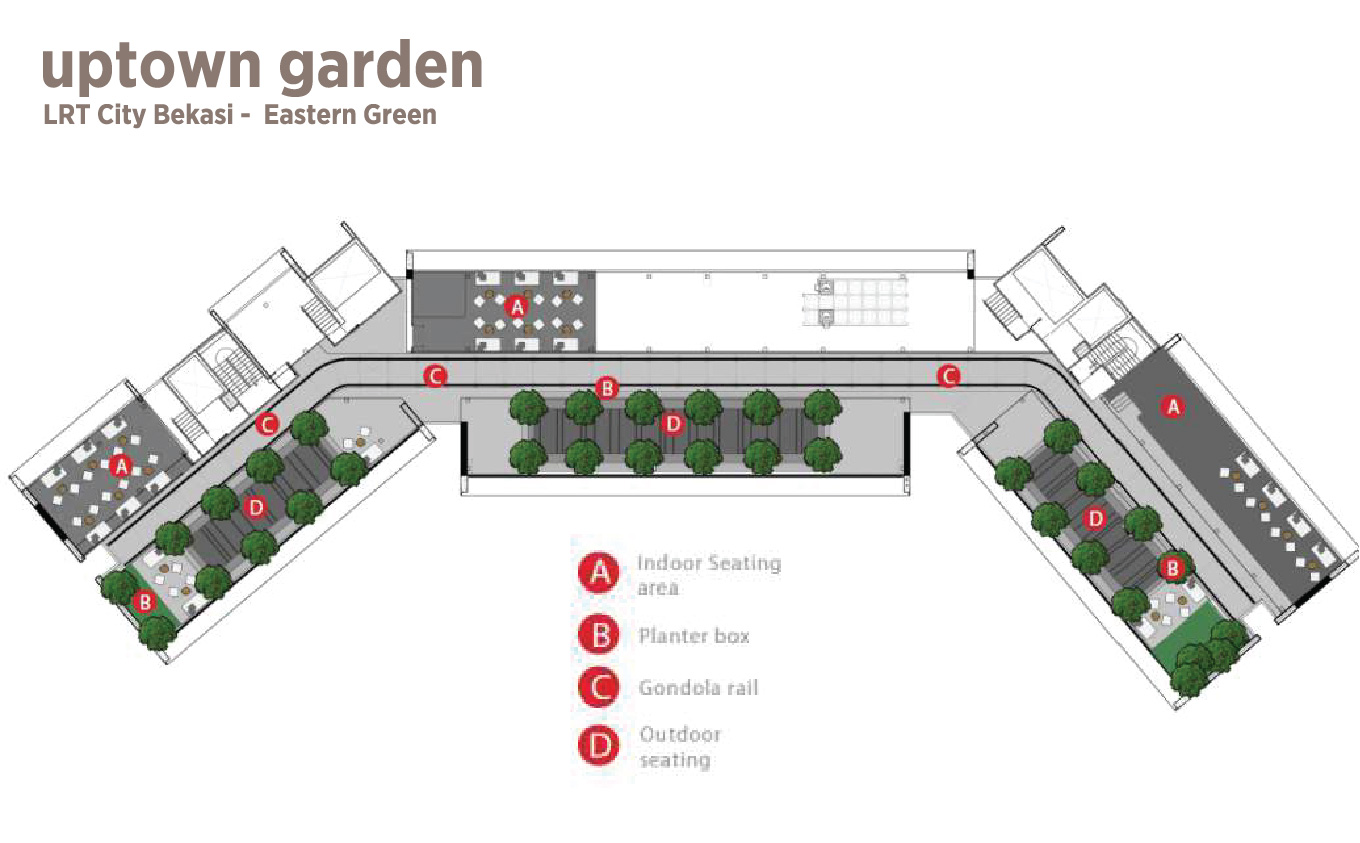 uptown garden
LRT City Bekasi - Eastern Green
A
A
C
C
B
A
D
C
A
D
D
B
B
A Indoor Seating
area
B Planter box
C Gondola rail
D Outdoor
seating